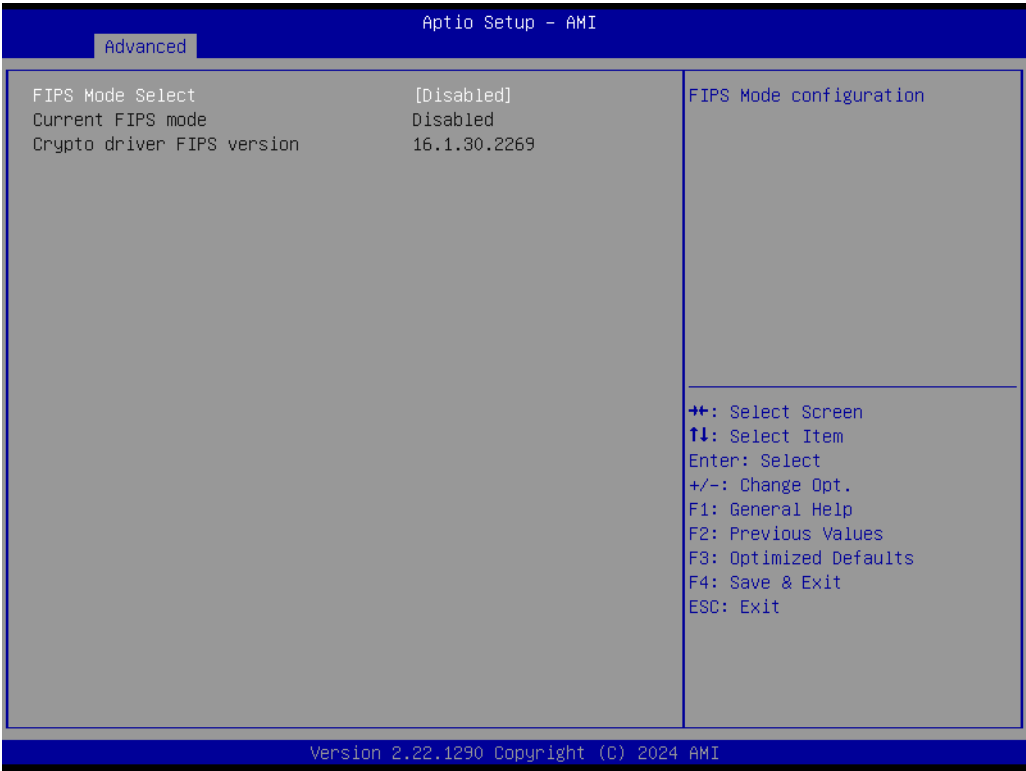 Aptio Setup – AMI
Advanced
FIPS Mode Select [Disabled]
Current FIPS mode Disabled
Crypto driver FIPS version 16.1.30.2269
FIPS Mode configuration
→←: Select Screen
↑↓: Select Item
Enter: Select
+/-: Change Opt.
F1: General Help
F2: Previous Values
F3: Optimized Defaults
F4: Save & Exit
ESC: Exit
Version 2.22.1290 Copyright (C) 2024 AMI